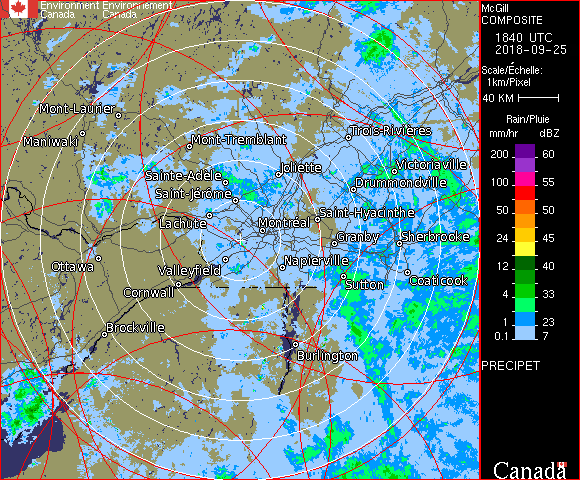 Environment Environnement
Canada Canada
Mont-Laurier
Maniwaki
Mont-Tremblant
Trois-Rivières
Sainte-Adèle
Joliette
Victoriaville
Saint-Jérôme
Drummondville
Lachute
Montréal
Saint-Hyacinthe
Granby
Sherbrooke
Ottawa
Valleyfield
Napierville
Coaticook
Cornwall
Sutton
Brockville
Burlington
McGill
COMPOSITE
1840 UTC
2018-09-25
Scale/Échelle:
1km/Pixel
40 KM
Rain/Pluie
mm/hr dBZ
200 60
100 55
50 50
24 45
12 40
4 33
1 23
0.1 7
PRECIPET
Canada